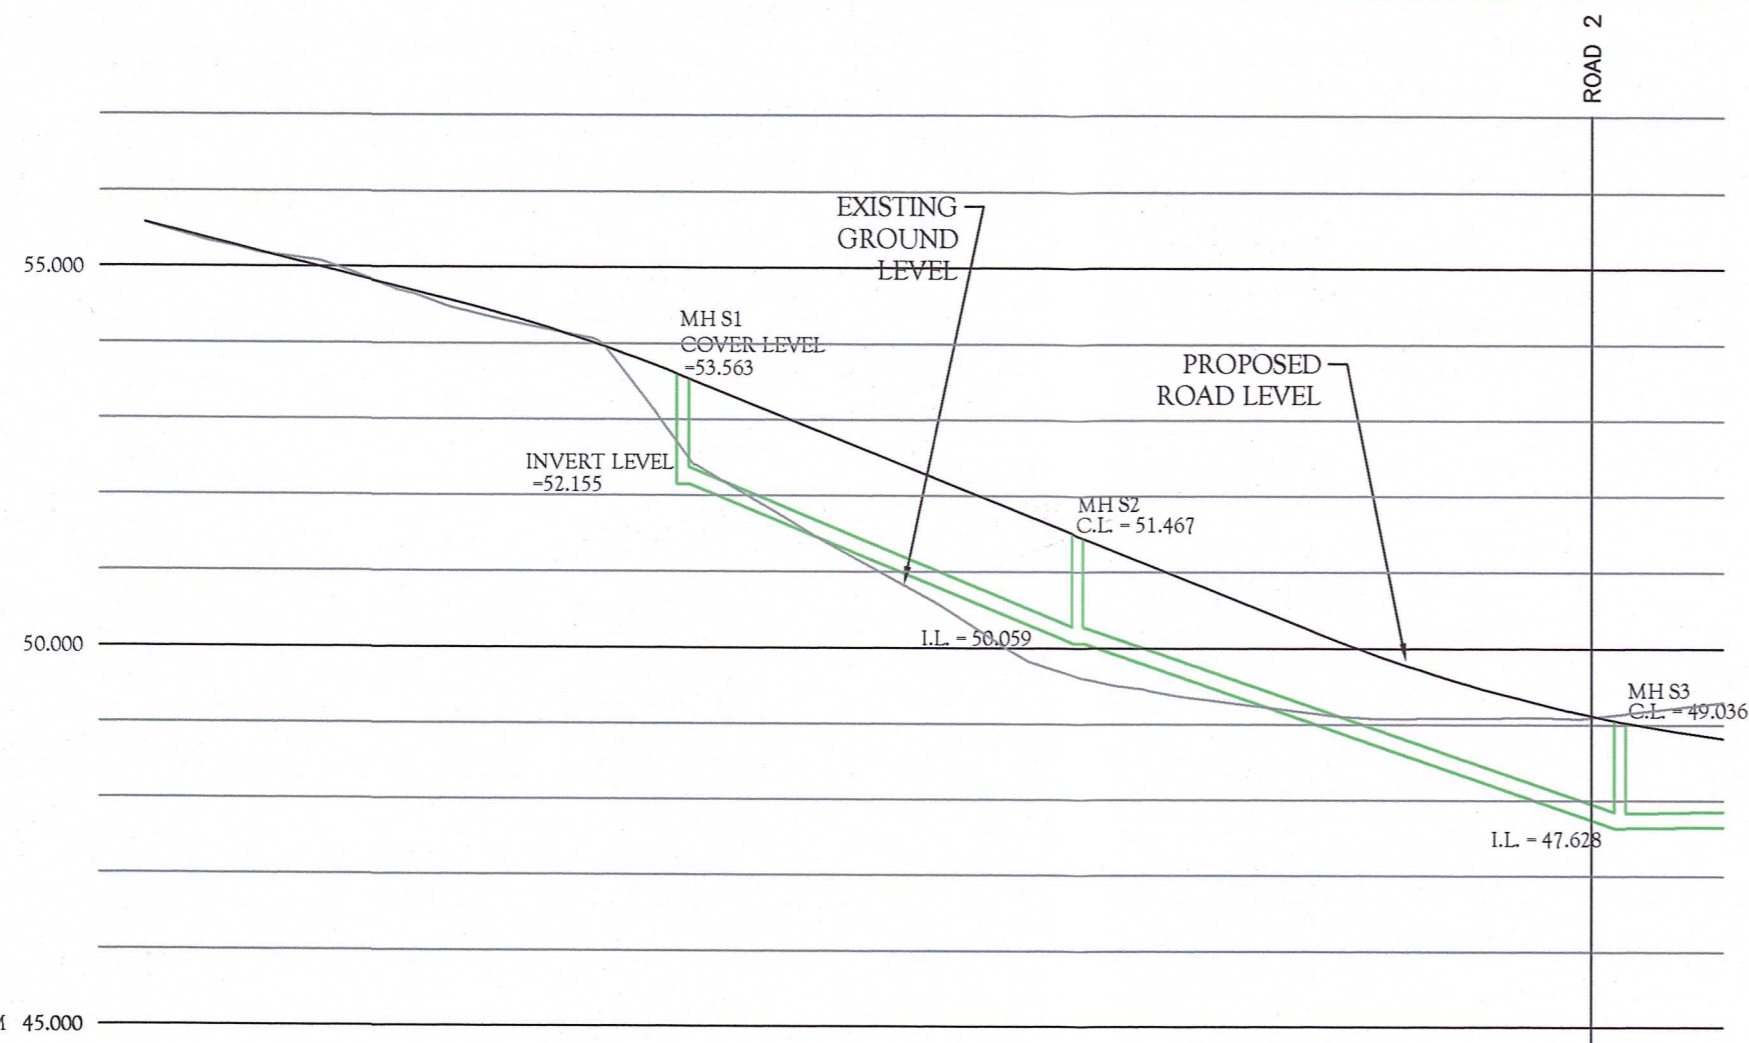 ROAD 2
EXISTING
GROUND
LEVEL
55.000
MH S1
COVER LEVEL
=53.563
PROPOSED
ROAD LEVEL
INVERT LEVEL
=52.155
MH S2
C.L. = 51.467
50.000
I.L. = 50.059
MH S3
C.L. = 49.036
I.L. = 47.628
45.000